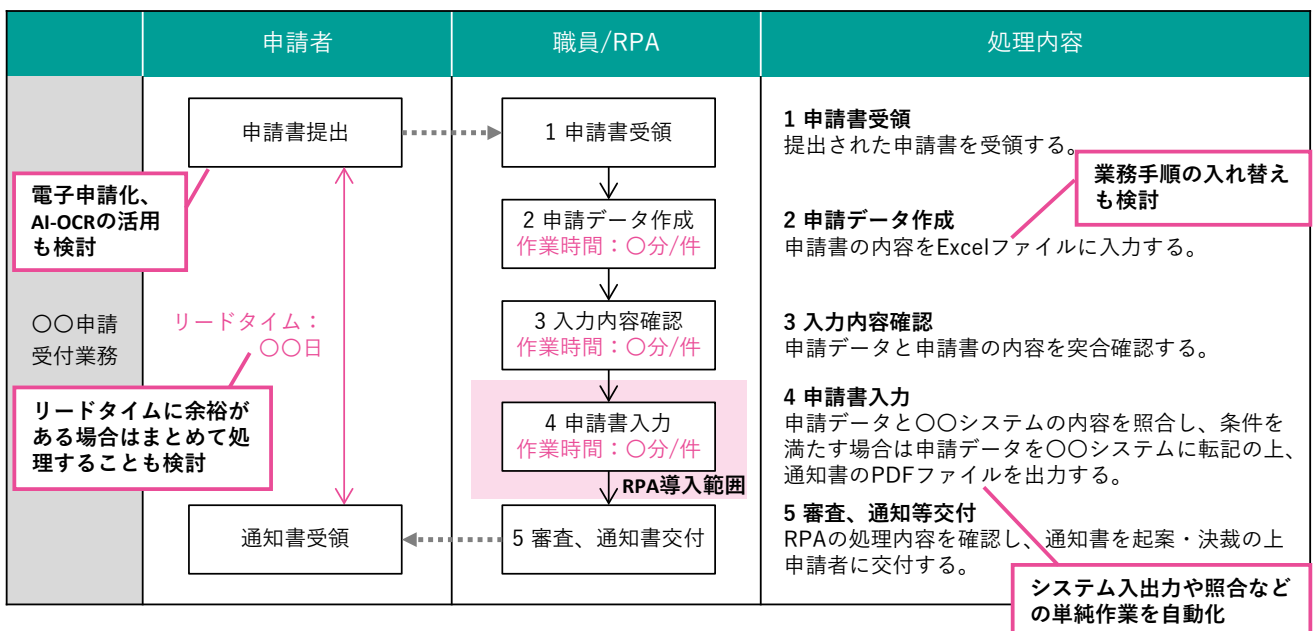 申請者
職員/RPA
処理内容
〇〇申請
受付業務
申請書提出
電子申請化、
AI-OCRの活用
も検討
リードタイム：
〇〇日
リードタイムに余裕が
ある場合はまとめて処
理することも検討
通知書受領
1 申請書受領
2 申請データ作成
作業時間：〇分/件
3 入力内容確認
作業時間：〇分/件
4 申請書入力
作業時間：〇分/件
RPA導入範囲
5 審査、通知書交付
1 申請書受領
提出された申請書を受領する。
業務手順の入れ替え
も検討
2 申請データ作成
申請書の内容をExcelファイルに入力する。
3 入力内容確認
申請データと申請書の内容を突合確認する。
4 申請書入力
申請データと〇〇システムの内容を照合し、条件を
満たす場合は申請データを〇〇システムに転記の上、
通知書のPDFファイルを出力する。
5 審査、通知等交付
RPAの処理内容を確認し、通知書を起案・決裁の上
申請者に交付する。
システム入出力や照合など
の単純作業を自動化